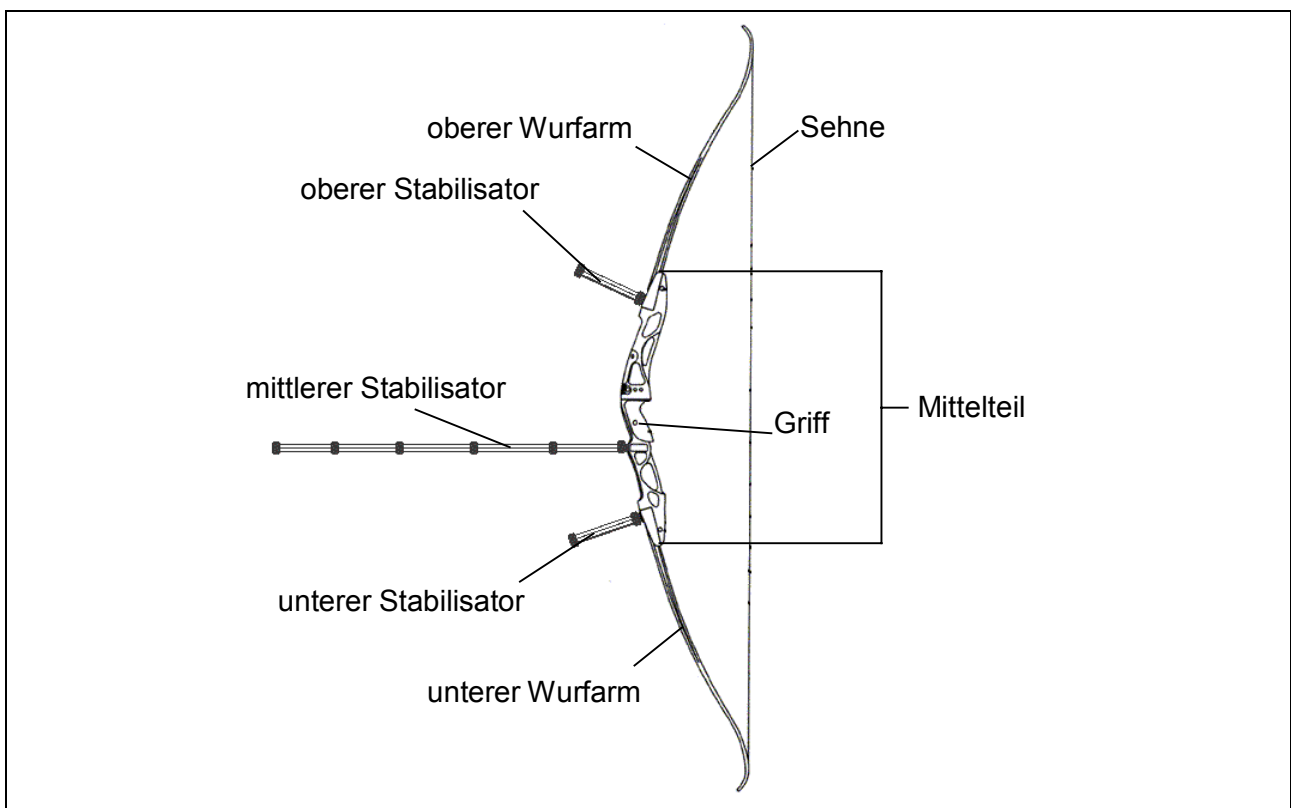 oberer Wurfarm
Sehne
oberer Stabilisator
mittlerer Stabilisator
Mittelteil
Griff
unterer Stabilisator
unterer Wurfarm